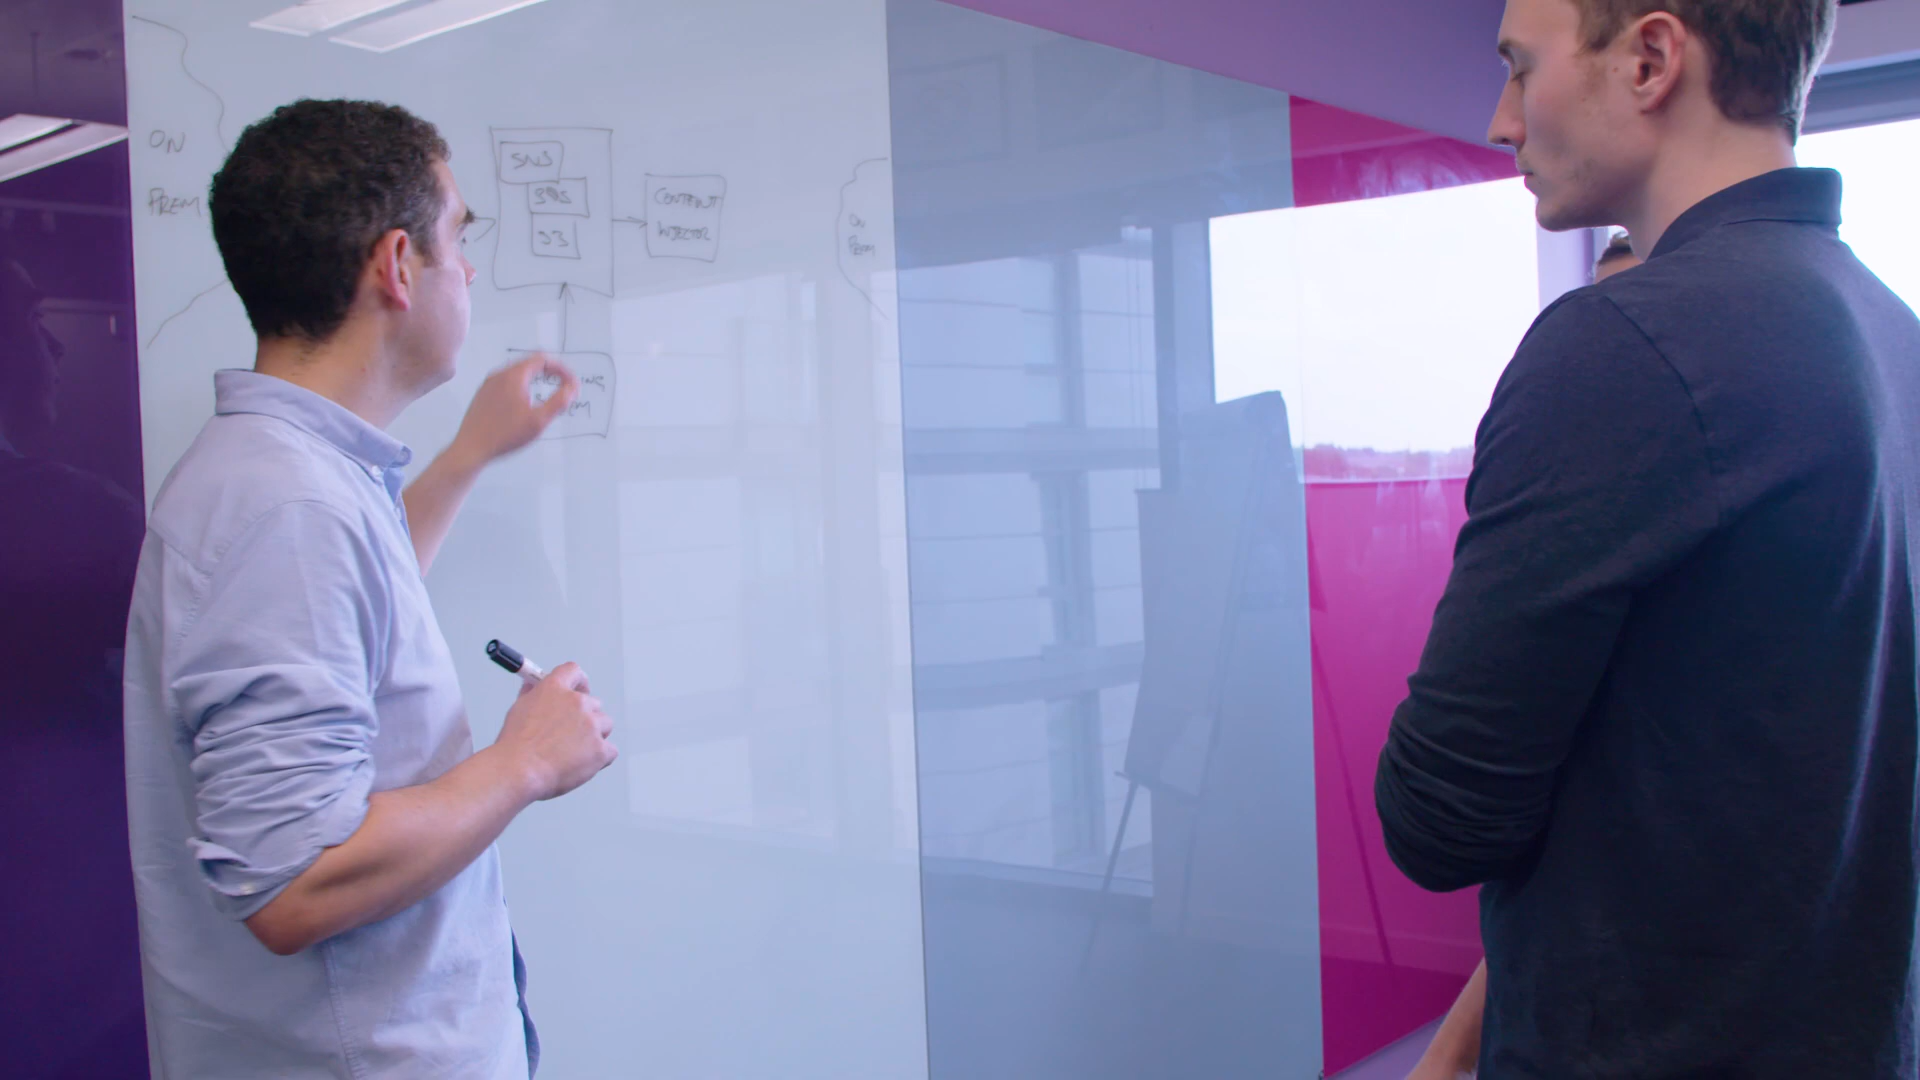 ON
PREM
SNS
SQS
S3
CONTENT
INJECTOR
ON
PREM